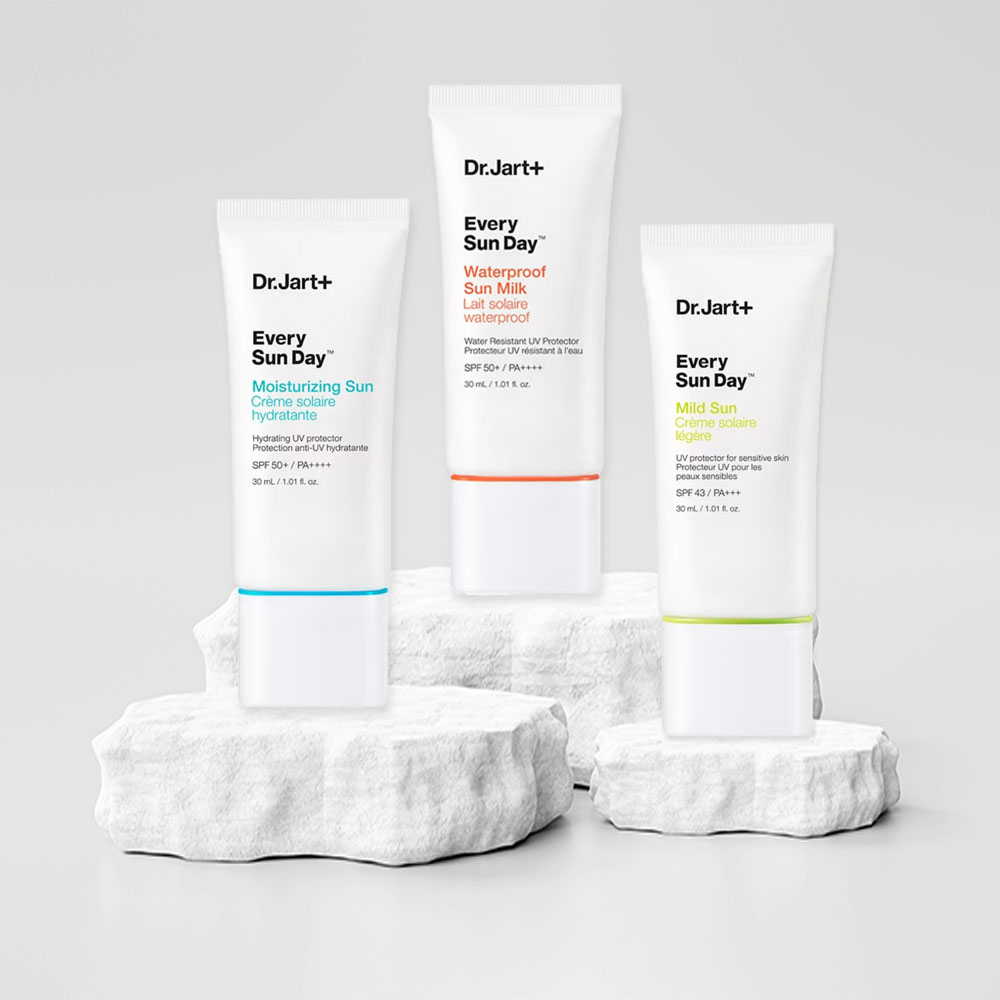 Dr.Jart+
Every
Sun Day™
Moisturizing Sun
Crème solaire
hydratante
Hydrating UV protector
Protection anti-UV hydratante
SPF 50+ / PA++++
30 mL / 1.01 fl. oz.
Dr.Jart+
Every
Sun Day™
Waterproof
Sun Milk
Lait solaire
waterproof
Water Resistant UV Protector
Protecteur UV résistant à l'eau
SPF 50+ / PA++++
30 mL / 1.01 fl. oz.
Dr.Jart+
Every
Sun Day™
Mild Sun
Crème solaire
légère
UV protector for sensitive skin
Protecteur UV pour les
peaux sensibles
SPF 43 / PA+++
30 mL / 1.01 fl. oz.